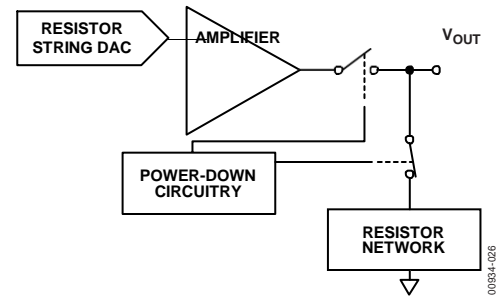 RESISTOR
STRING DAC
AMPLIFIER
VOUT
POWER-DOWN
CIRCUITRY
RESISTOR
NETWORK
00934-026